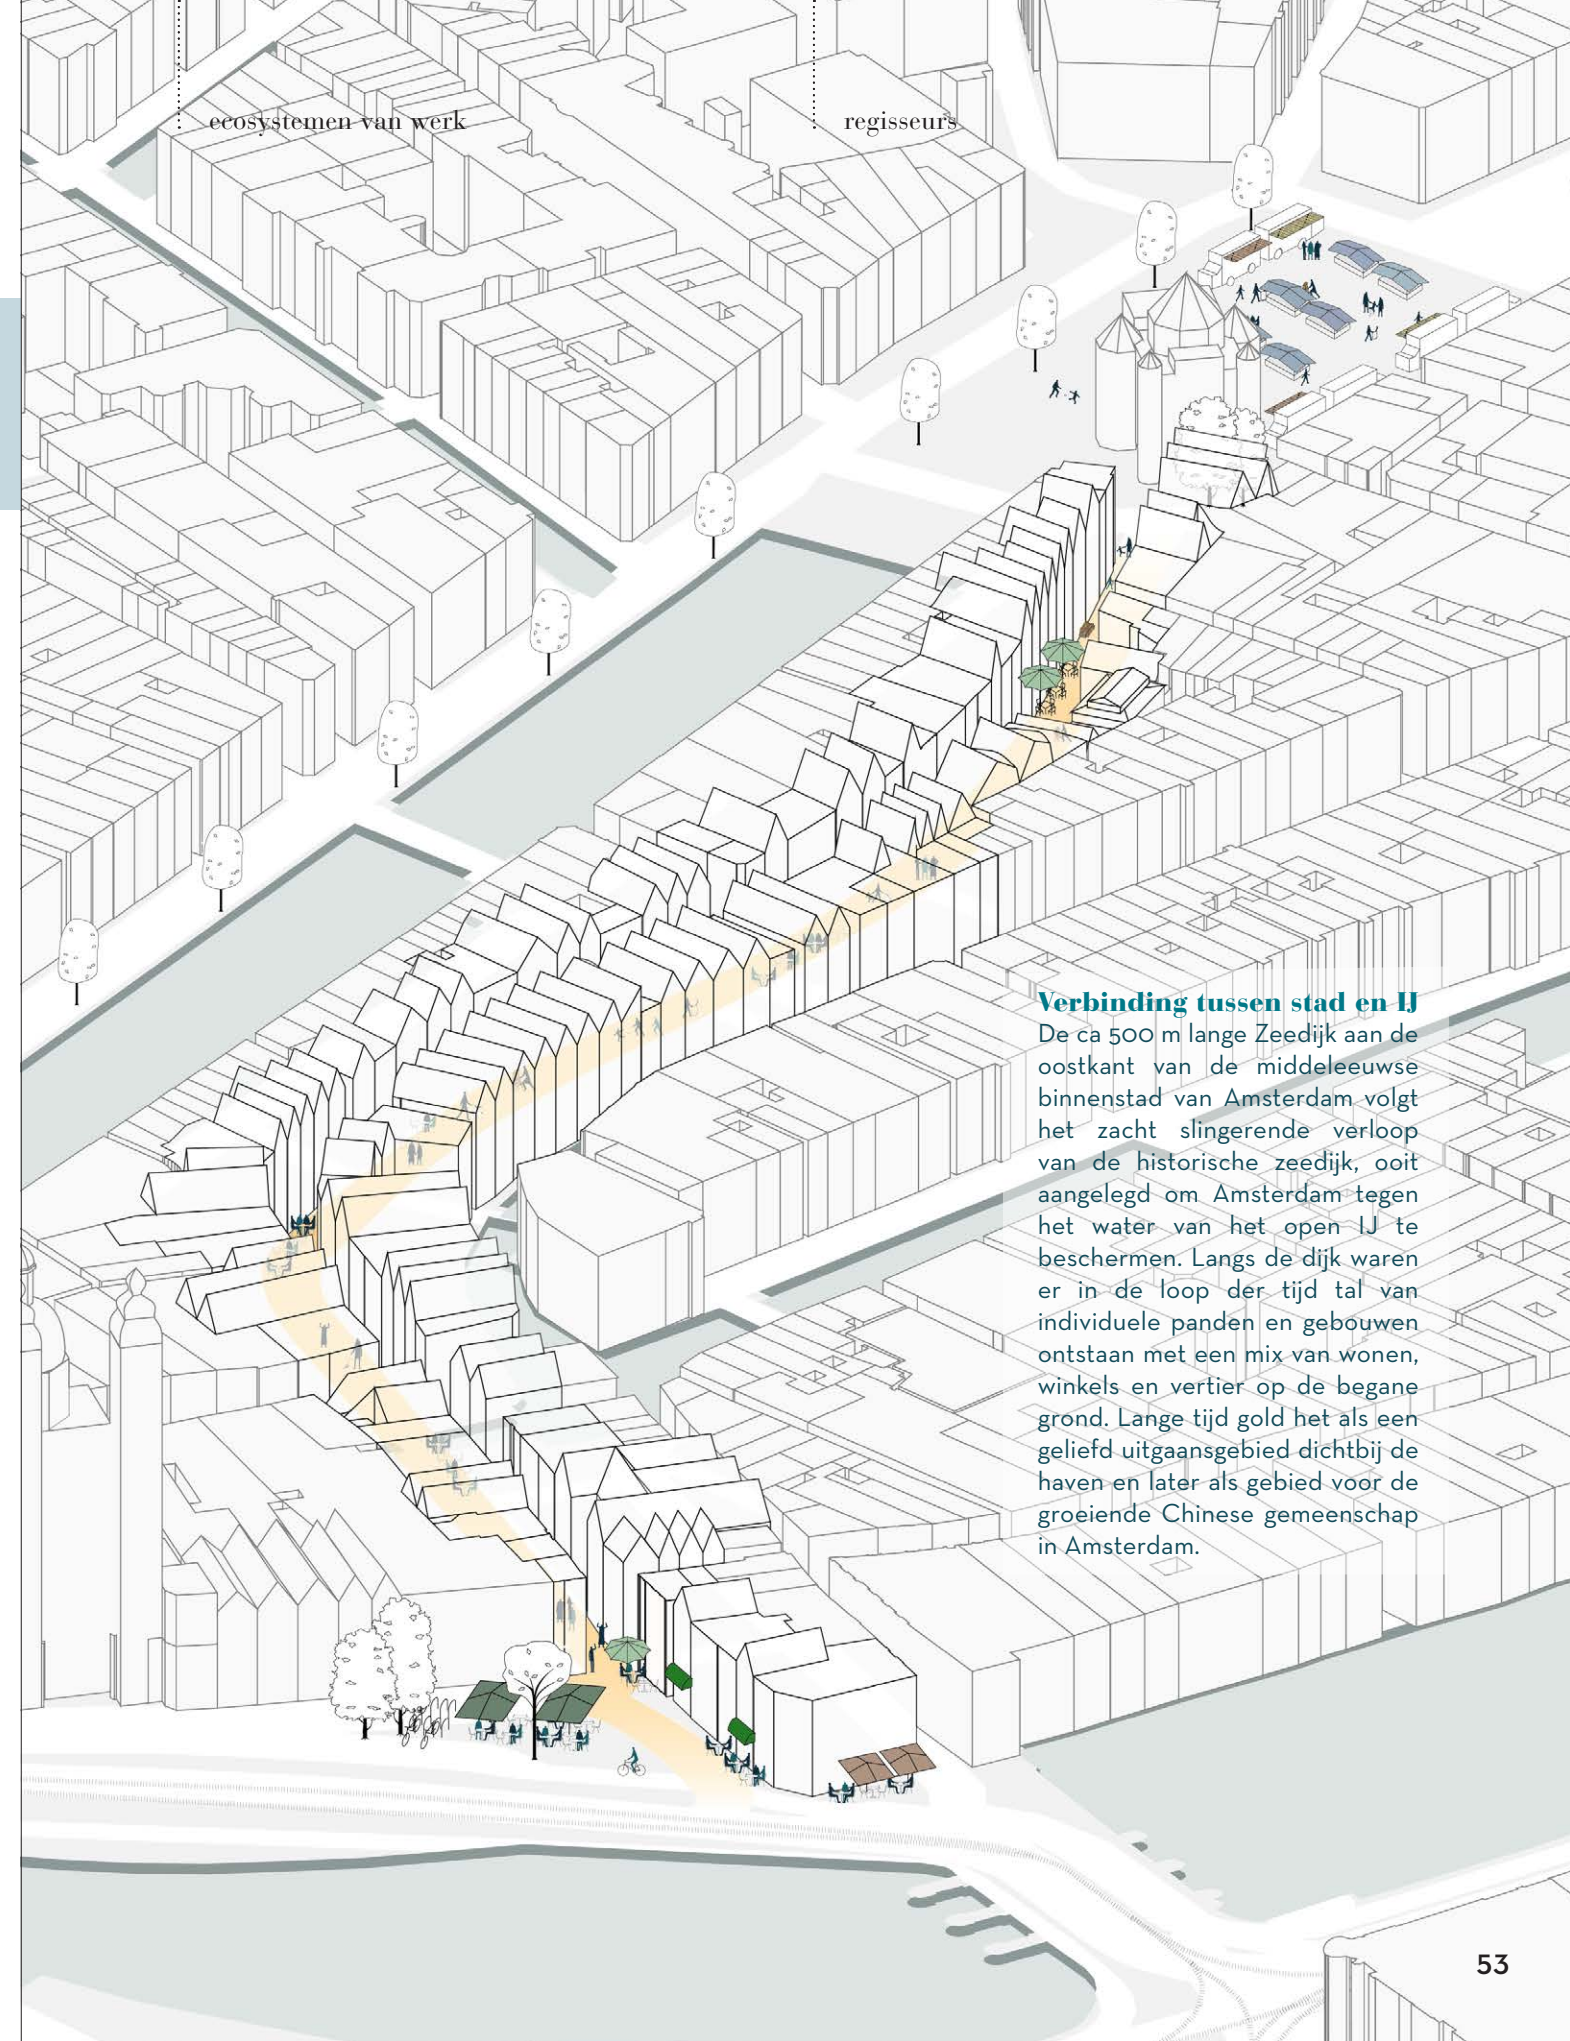 ecosystemen van werk
regisseurs
Verbinding tussen stad en IJ
De ca 500 m lange Zeedijk aan de
oostkant van de middeleeuwse
binnenstad van Amsterdam volgt
het zacht slingerende verloop
van de historische zeedijk, ooit
aangelegd om Amsterdam tegen
het water van het open IJ te
beschermen. Langs de dijk waren
er in de loop der tijd tal van
individuele panden en gebouwen
ontstaan met een mix van wonen,
winkels en vertier op de begane
grond. Lange tijd gold het als een
geliefd uitgaansgebied dichtbij de
haven en later als gebied voor de
groeiende Chinese gemeenschap
in Amsterdam.
53